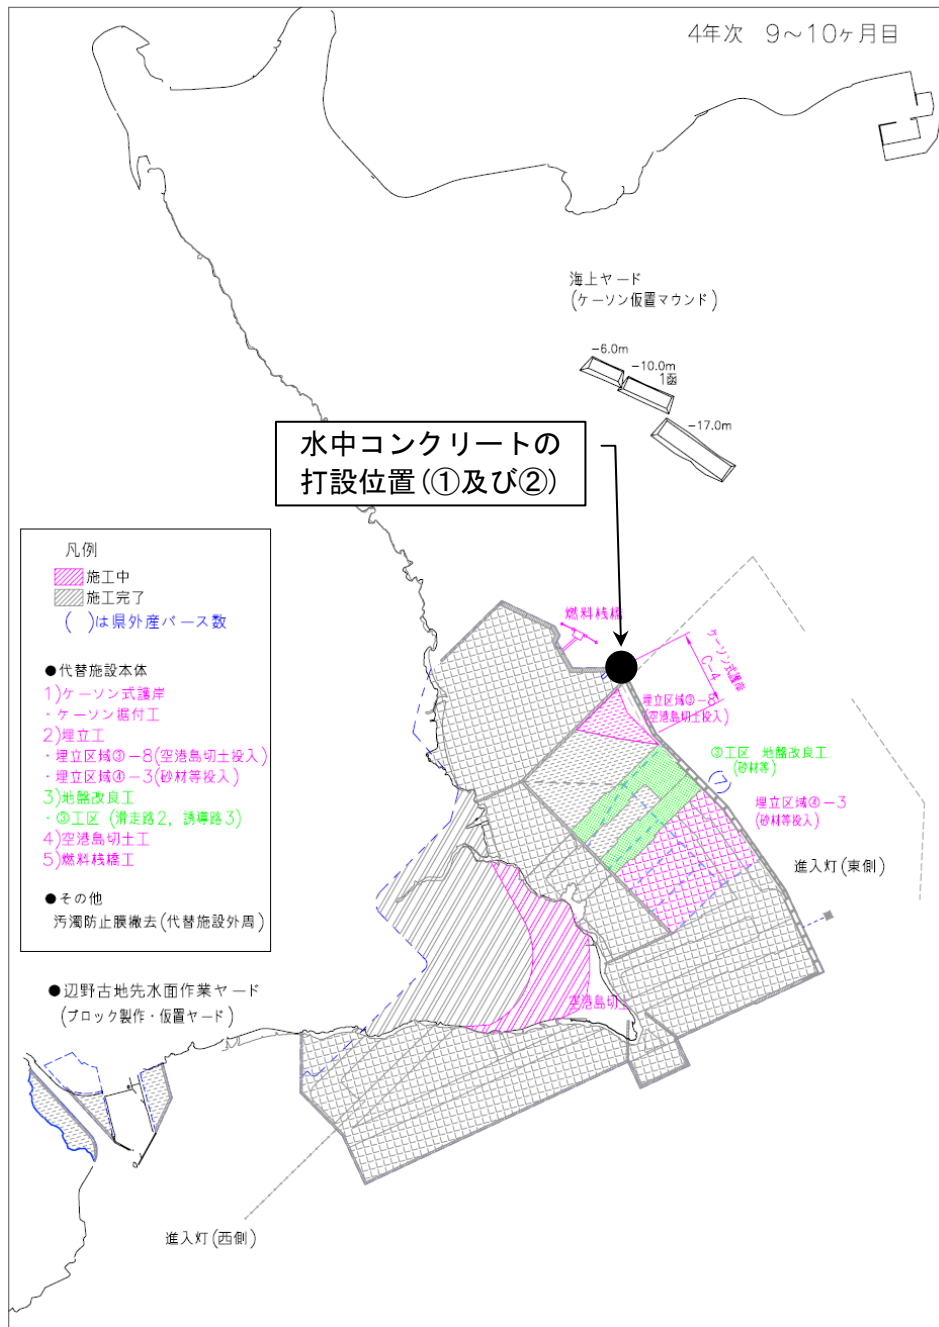 4年次 9～10ヶ月目
海上ヤード
(ケーソン仮置マウンド)
-6.0m
-10.0m
1函
-17.0m
水中コンクリートの
打設位置(①及び②)
凡例
施工中
施工完了
( )は県外産バース数
●代替施設本体
1)ケーソン式護岸
・ケーソン据付工
2)埋立工
・埋立区域③-8(空港島切土投入)
・埋立区域④-3(砂材等投入)
3)地盤改良工
・③工区 (滑走路2, 誘導路3)
4)空港島切土工
5)燃料桟橋工
●その他
汚濁防止膜撤去(代替施設外周)
燃料桟橋
ケーソン式護岸
C-4
埋立区域③-8
(空港島切土投入)
③工区 地盤改良工
(砂材等)
(7)
埋立区域④-3
(砂材等投入)
進入灯(東側)
空港島切土
●辺野古地先水面作業ヤード
(ブロック製作・仮置ヤード)
進入灯(西側)